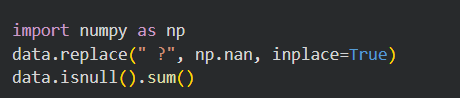 import numpy as np
data.replace(" ?", np.nan, inplace=True)
data.isnull().sum()